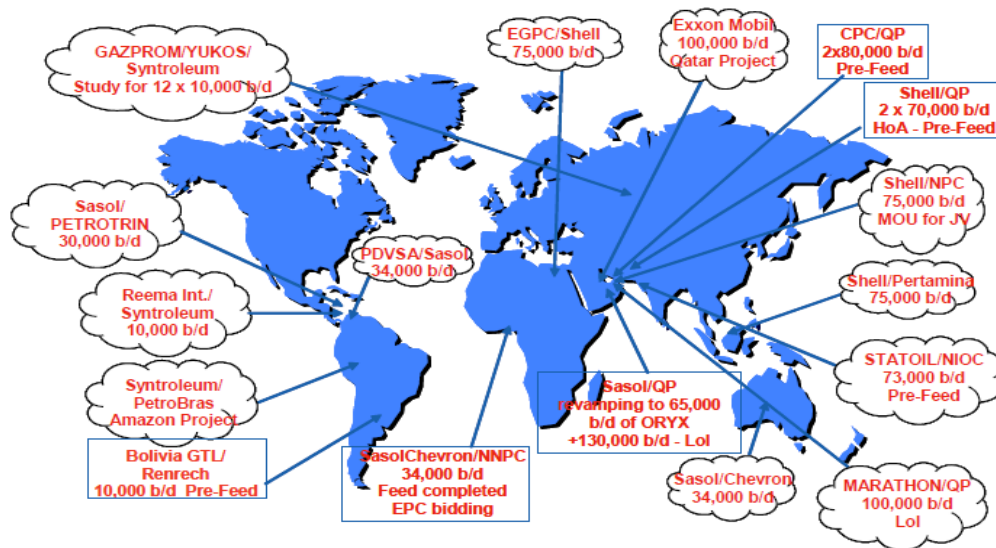 GAZPROM/YUKOS/
Syntroleum
Study for 12 x 10,000 b/d
EGPC/Shell
75,000 b/d
Exxon Mobil
100,000 b/d
Qatar Project
CPC/QP
2x80,000 b/d
Pre-Feed
Shell/QP
2 x 70,000 b/d
HoA - Pre-Feed
Sasol/
PETROTRIN
30,000 b/d
PDVSA/Sasol
34,000 b/d
Shell/NPC
75,000 b/d
MOU for JV
Reema Int./
Syntroleum
10,000 b/d
Shell/Pertamina
75,000 b/d
Syntroleum/
PetroBras
Amazon Project
STATOIL/NIOC
73,000 b/d
Pre-Feed
Bolivia GTL/
Renrech
10,000 b/d Pre-Feed
SasolChevron/NNPC
34,000 b/d
Feed completed
EPC bidding
Sasol/QP
revamping to 65,000
b/d of ORYX
+130,000 b/d - LoI
Sasol/Chevron
34,000 b/d
MARATHON/QP
100,000 b/d
LoI